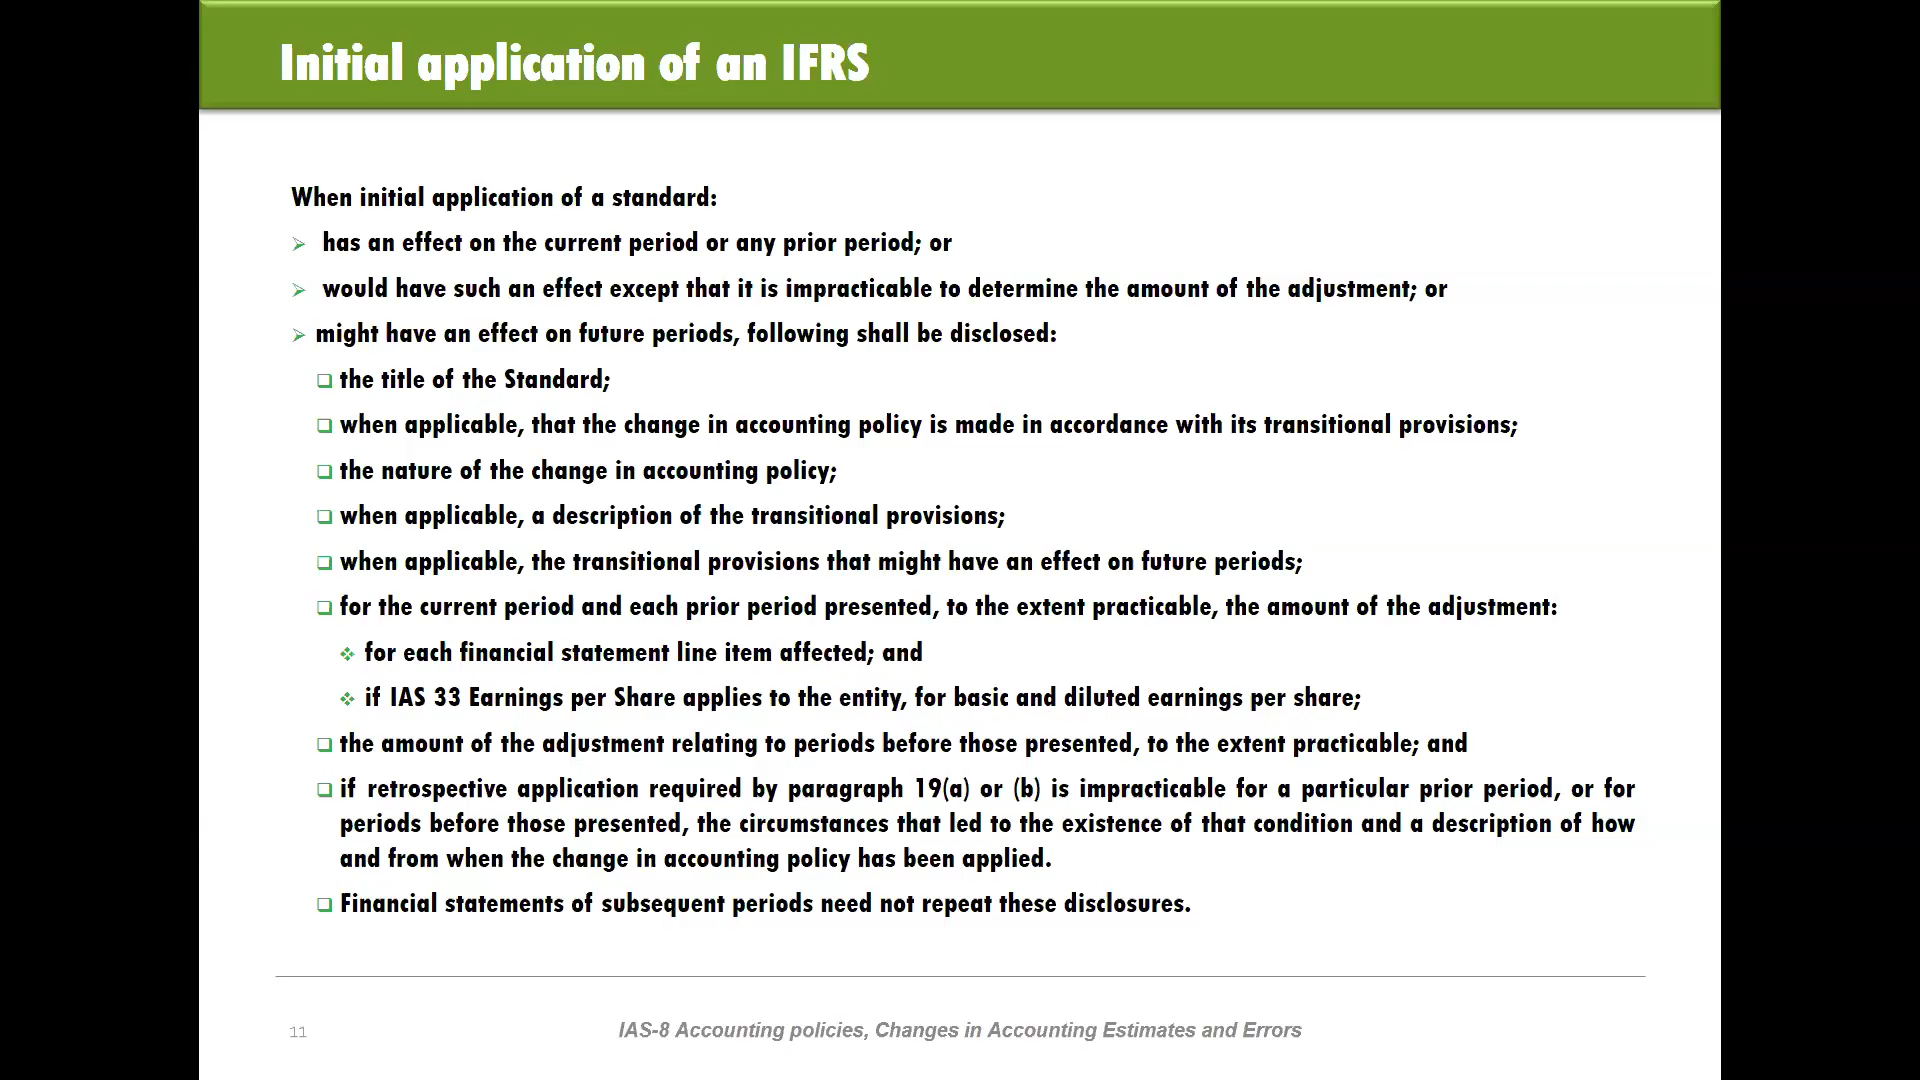 Initial application of an IFRS
When initial application of a standard:
has an effect on the current period or any prior period; or
would have such an effect except that it is impracticable to determine the amount of the adjustment; or
might have an effect on future periods, following shall be disclosed:
the title of the Standard;
when applicable, that the change in accounting policy is made in accordance with its transitional provisions;
the nature of the change in accounting policy;
when applicable, a description of the transitional provisions;
when applicable, the transitional provisions that might have an effect on future periods;
for the current period and each prior period presented, to the extent practicable, the amount of the adjustment:
for each financial statement line item affected; and
if IAS 33 Earnings per Share applies to the entity, for basic and diluted earnings per share;
the amount of the adjustment relating to periods before those presented, to the extent practicable; and
if retrospective application required by paragraph 19(a) or (b) is impracticable for a particular prior period, or for
periods before those presented, the circumstances that led to the existence of that condition and a description of how
and from when the change in accounting policy has been applied.
Financial statements of subsequent periods need not repeat these disclosures.
11
IAS-8 Accounting policies, Changes in Accounting Estimates and Errors